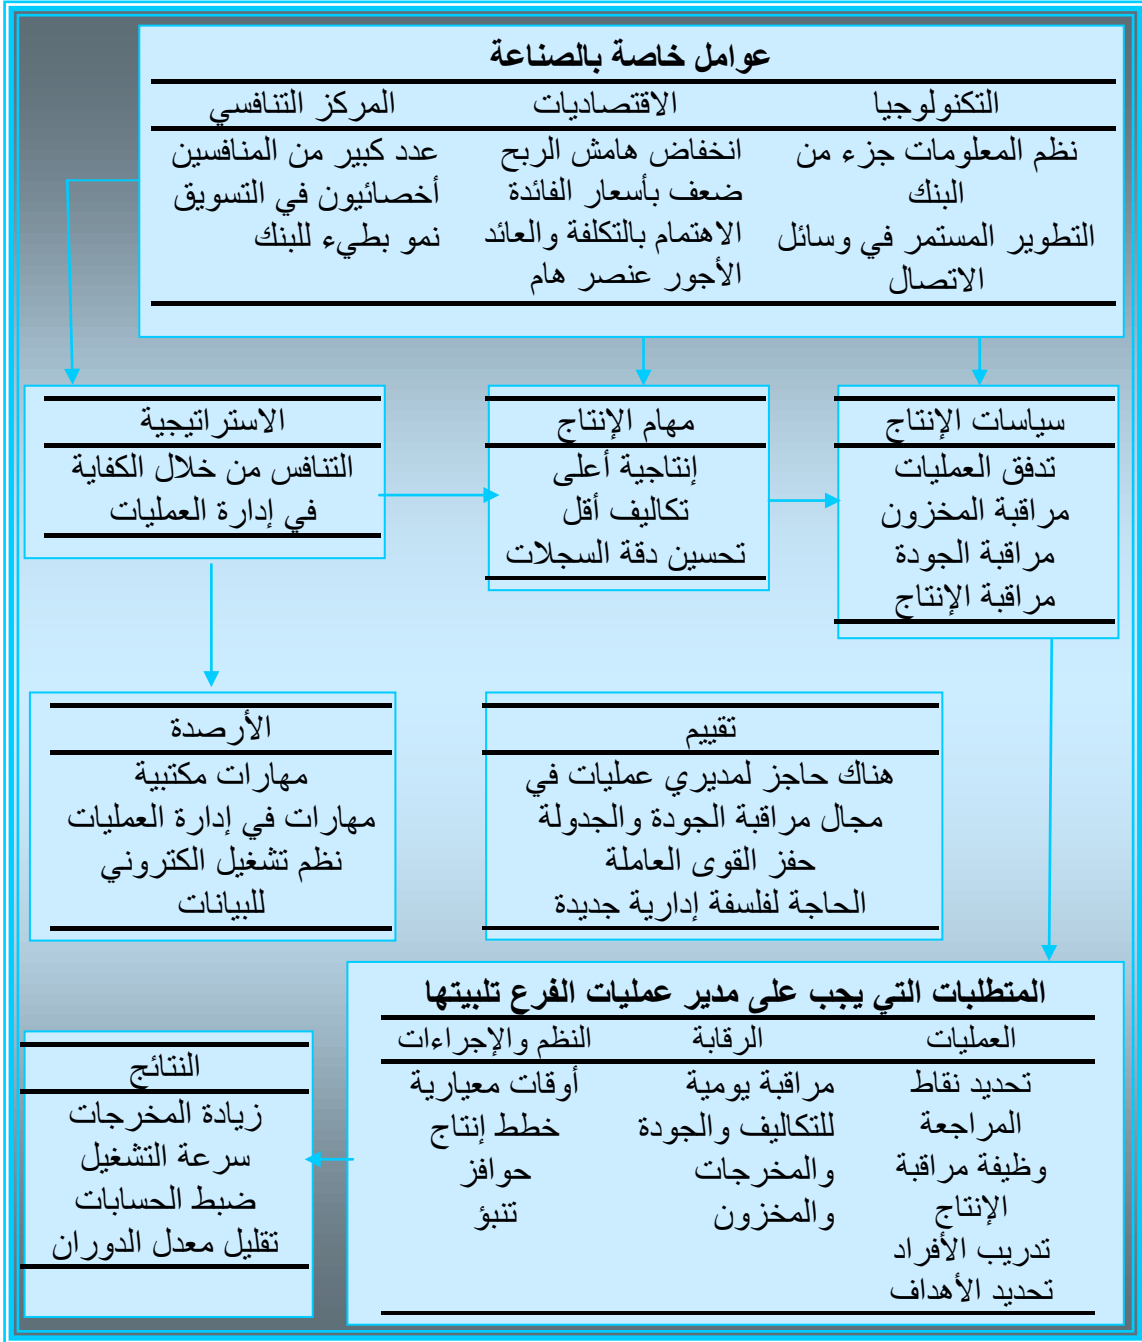 عوامل خاصة بالصناعة
التكنولوجيا
نظم المعلومات جزء من
البنك
التطوير المستمر في وسائل
الاتصال
الاقتصاديات
انخفاض هامش الربح
ضعف بأسعار الفائدة
الاهتمام بالتكلفة والعائد
الأجور عنصر هام
المركز التنافسي
عدد كبير من المنافسين
أخصائيون في التسويق
نمو بطيء للبنك
سياسات الإنتاج
تدفق العمليات
مراقبة المخزون
مراقبة الجودة
مراقبة الإنتاج
مهام الإنتاج
إنتاجية أعلى
تكاليف أقل
تحسين دقة السجلات
الاستراتيجية
التنافس من خلال الكفاية
في إدارة العمليات
تقييم
هناك حاجز لمديري عمليات في
مجال مراقبة الجودة والجدولة
حفز القوى العاملة
الحاجة لفلسفة إدارية جديدة
الأرصدة
مهارات مكتبية
مهارات في إدارة العمليات
نظم تشغيل الكتروني
للبيانات
المتطلبات التي يجب على مدير عمليات الفرع تلبيتها
العمليات
تحديد نقاط
المراجعة
وظيفة مراقبة
الإنتاج
تدريب الأفراد
تحديد الأهداف
الرقابة
مراقبة يومية
للتكاليف والجودة
والمخرجات
والمخزون
النظم والإجراءات
أوقات معيارية
خطط إنتاج
حوافز
تنبؤ
النتائج
زيادة المخرجات
سرعة التشغيل
ضبط الحسابات
تقليل معدل الدوران